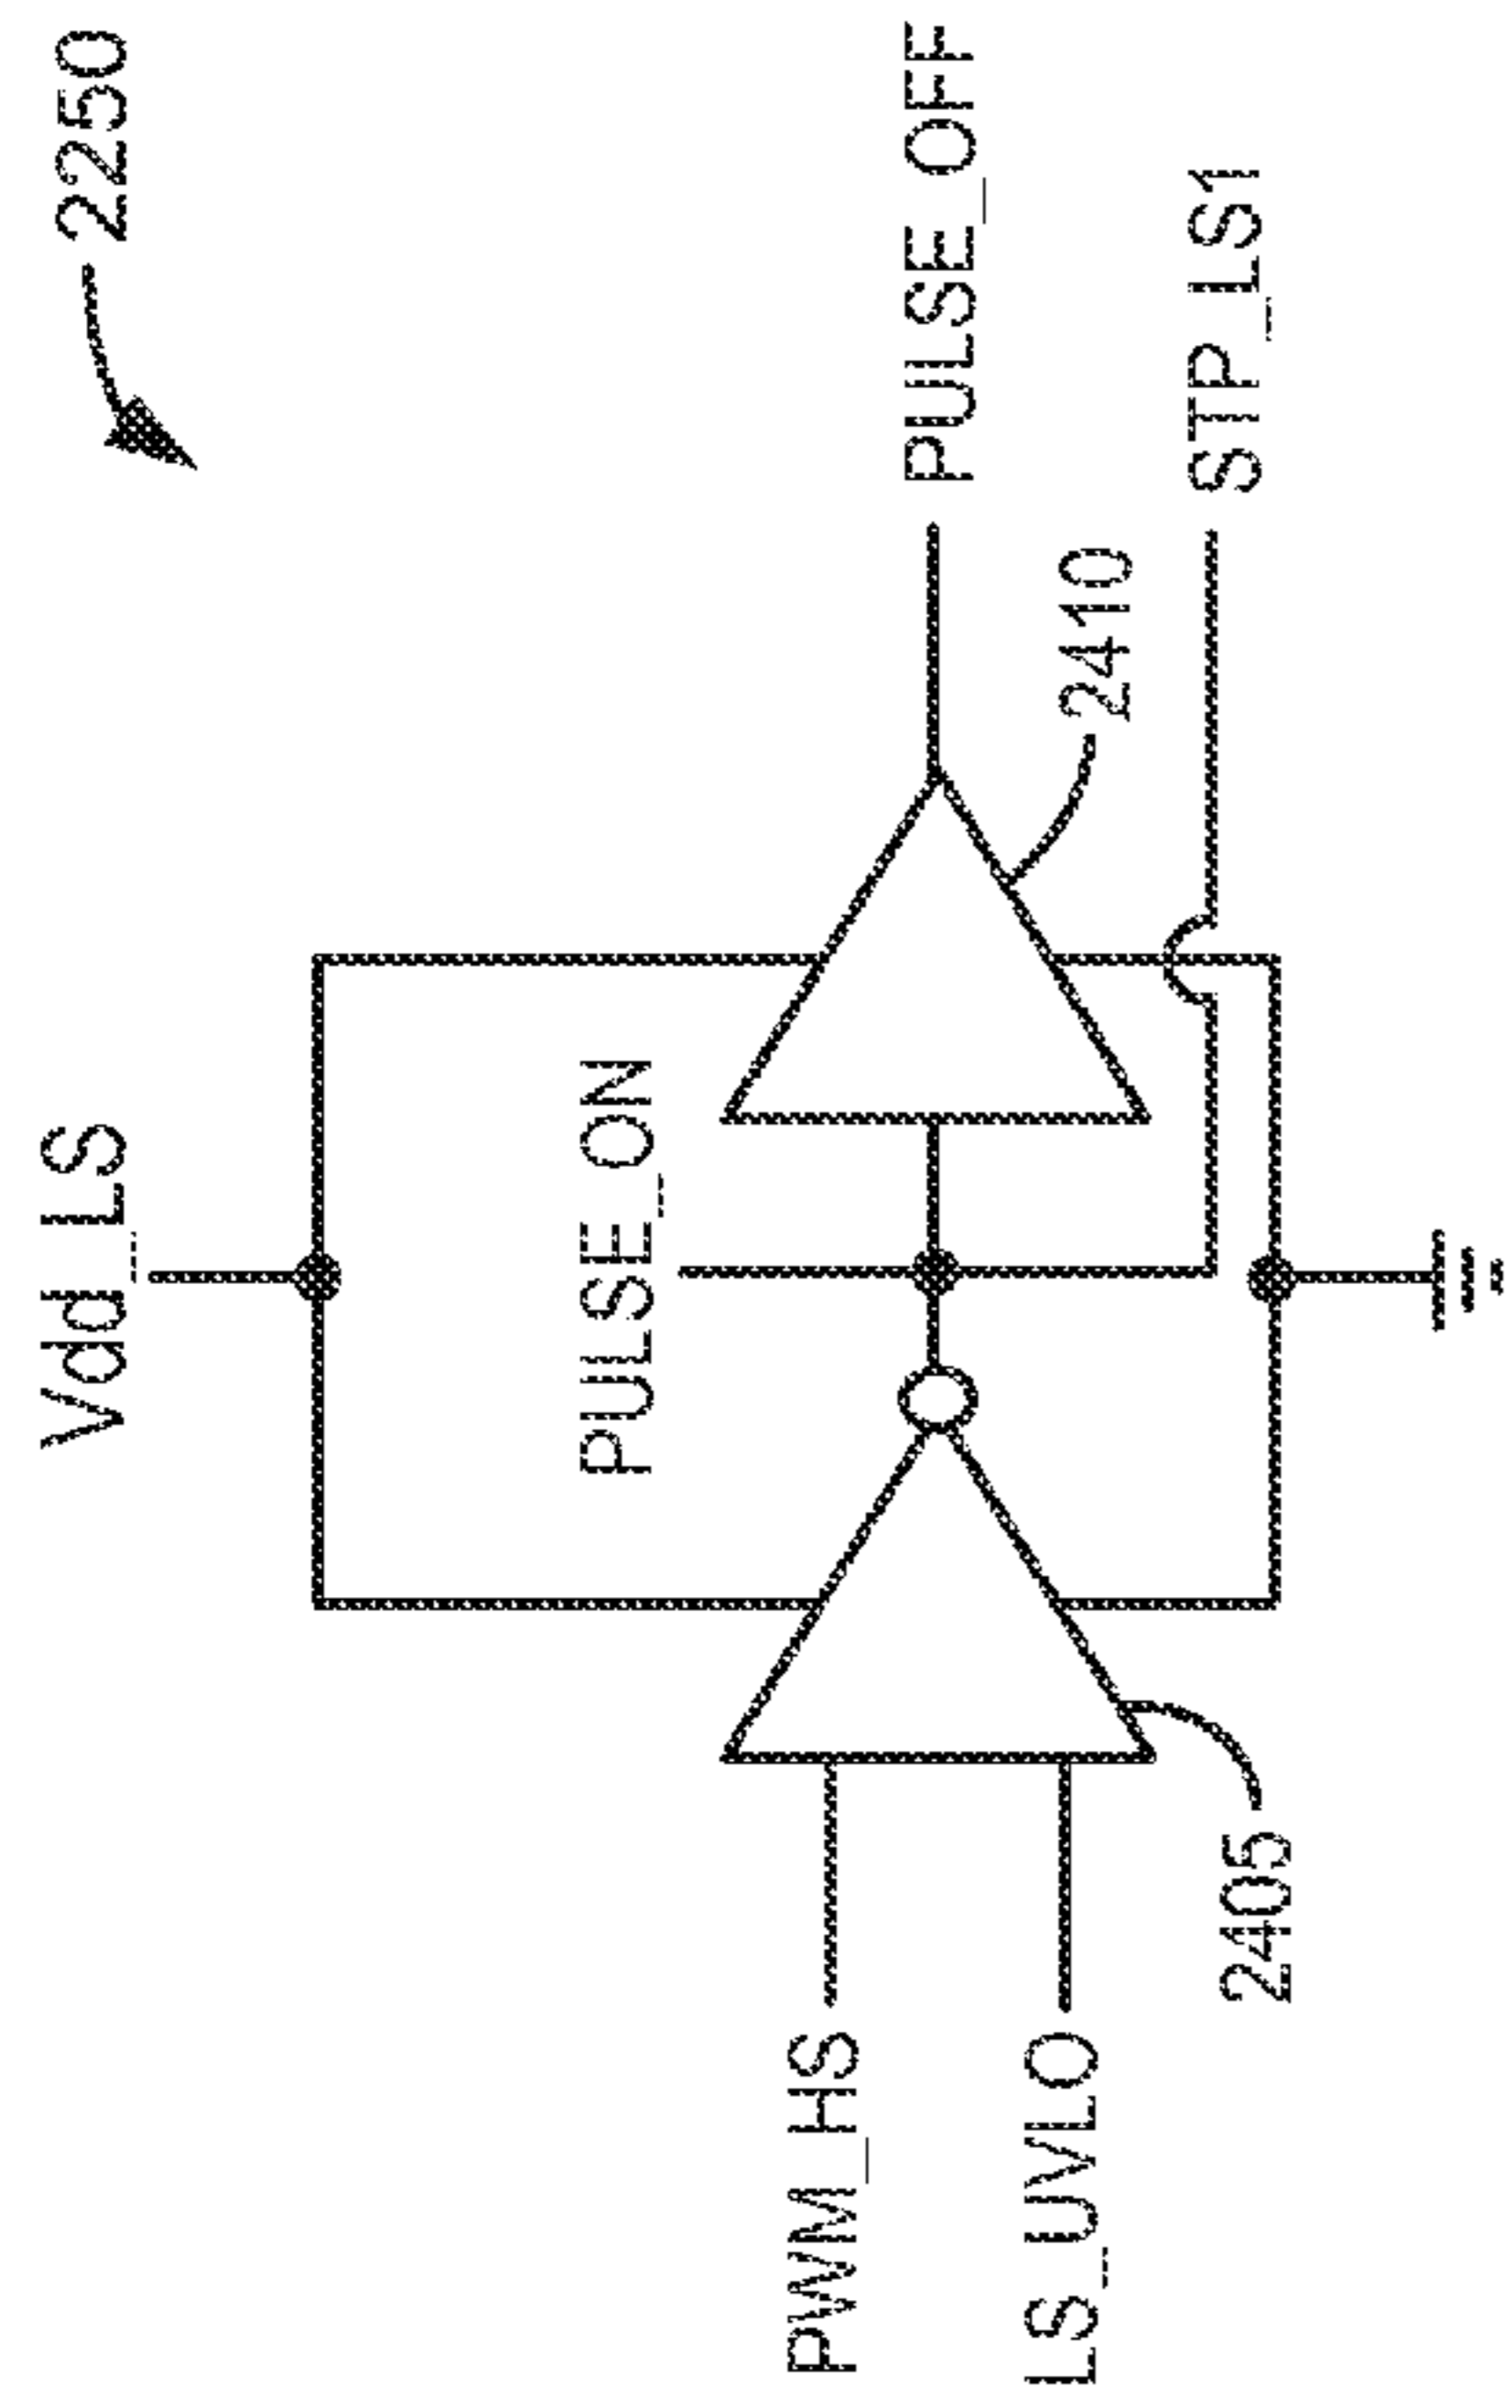 2250
Vdd_LS
PULSE_ON
PULSE_OFF
PWM_HS
LS_UVLO
2410
STP_LS1
2405